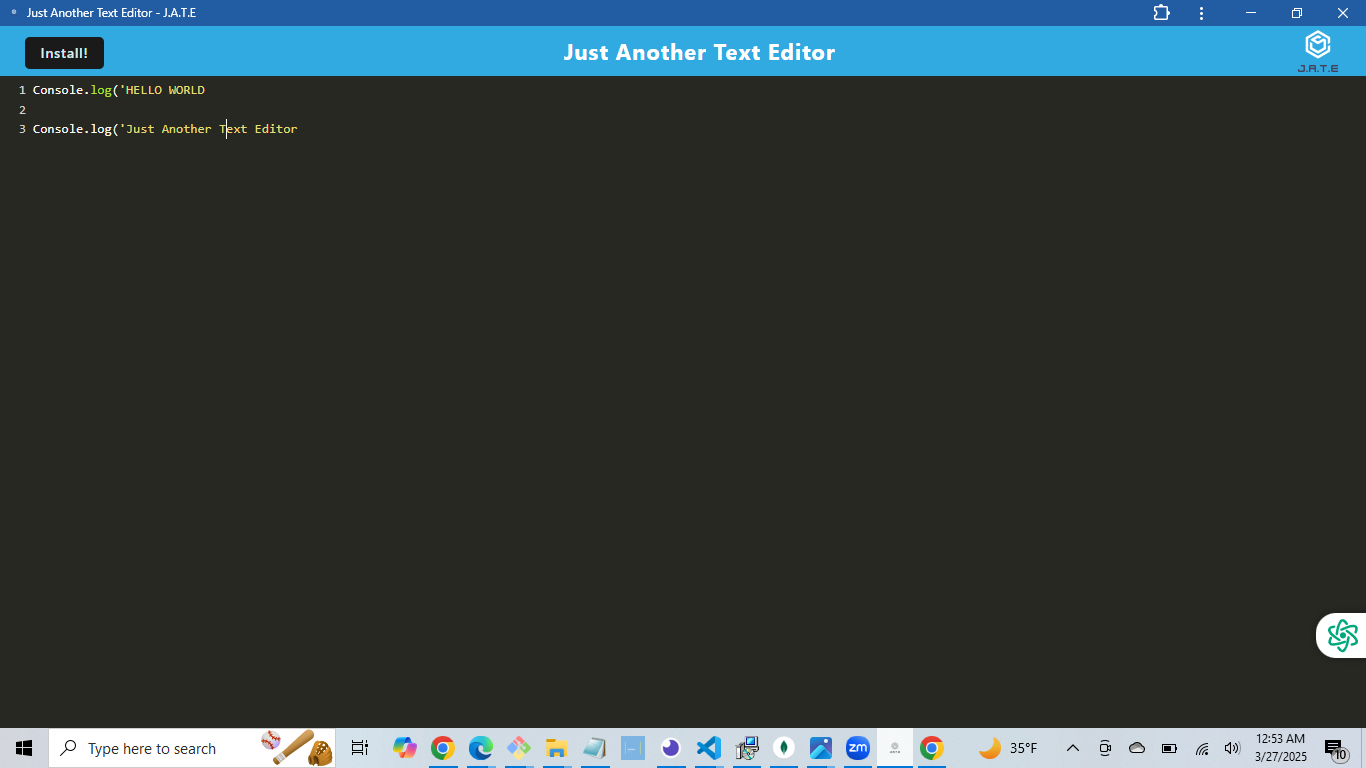 Just Another Text Editor - J.A.T.E
Install!
Just Another Text Editor
J.A.T.E
1 Console.log('HELLO WORLD
2
3 Console.log('Just Another Text Editor
Type here to search
zm
35°F
12:53 AM
3/27/2025
10